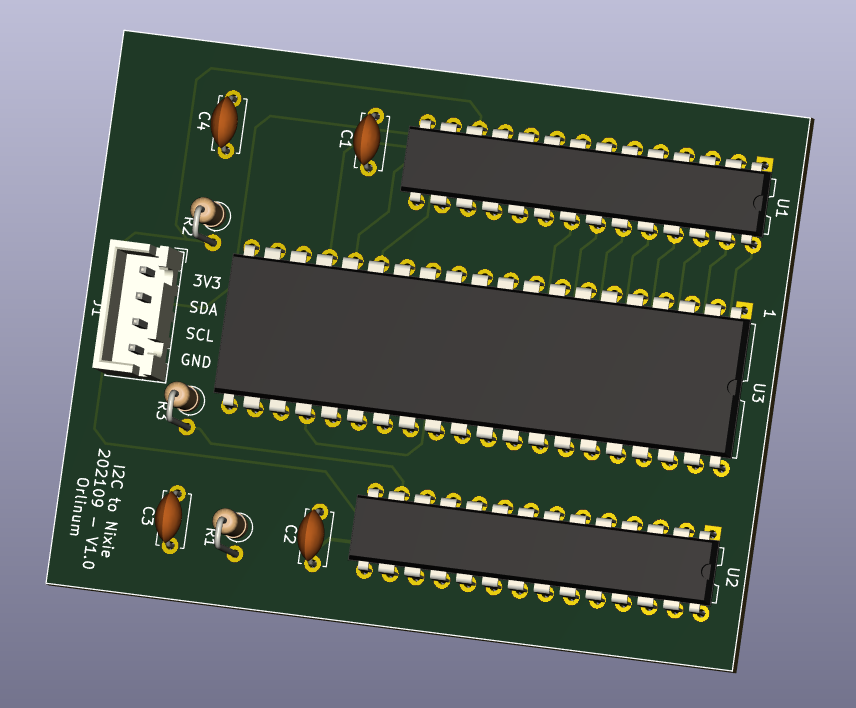 C4
C1
U1
R2
J1
3V3
SDA
SCL
GND
1
U3
R3
I2C to Nixie
202109 - V1.0
Orlinum
C3
R1
C2
U2